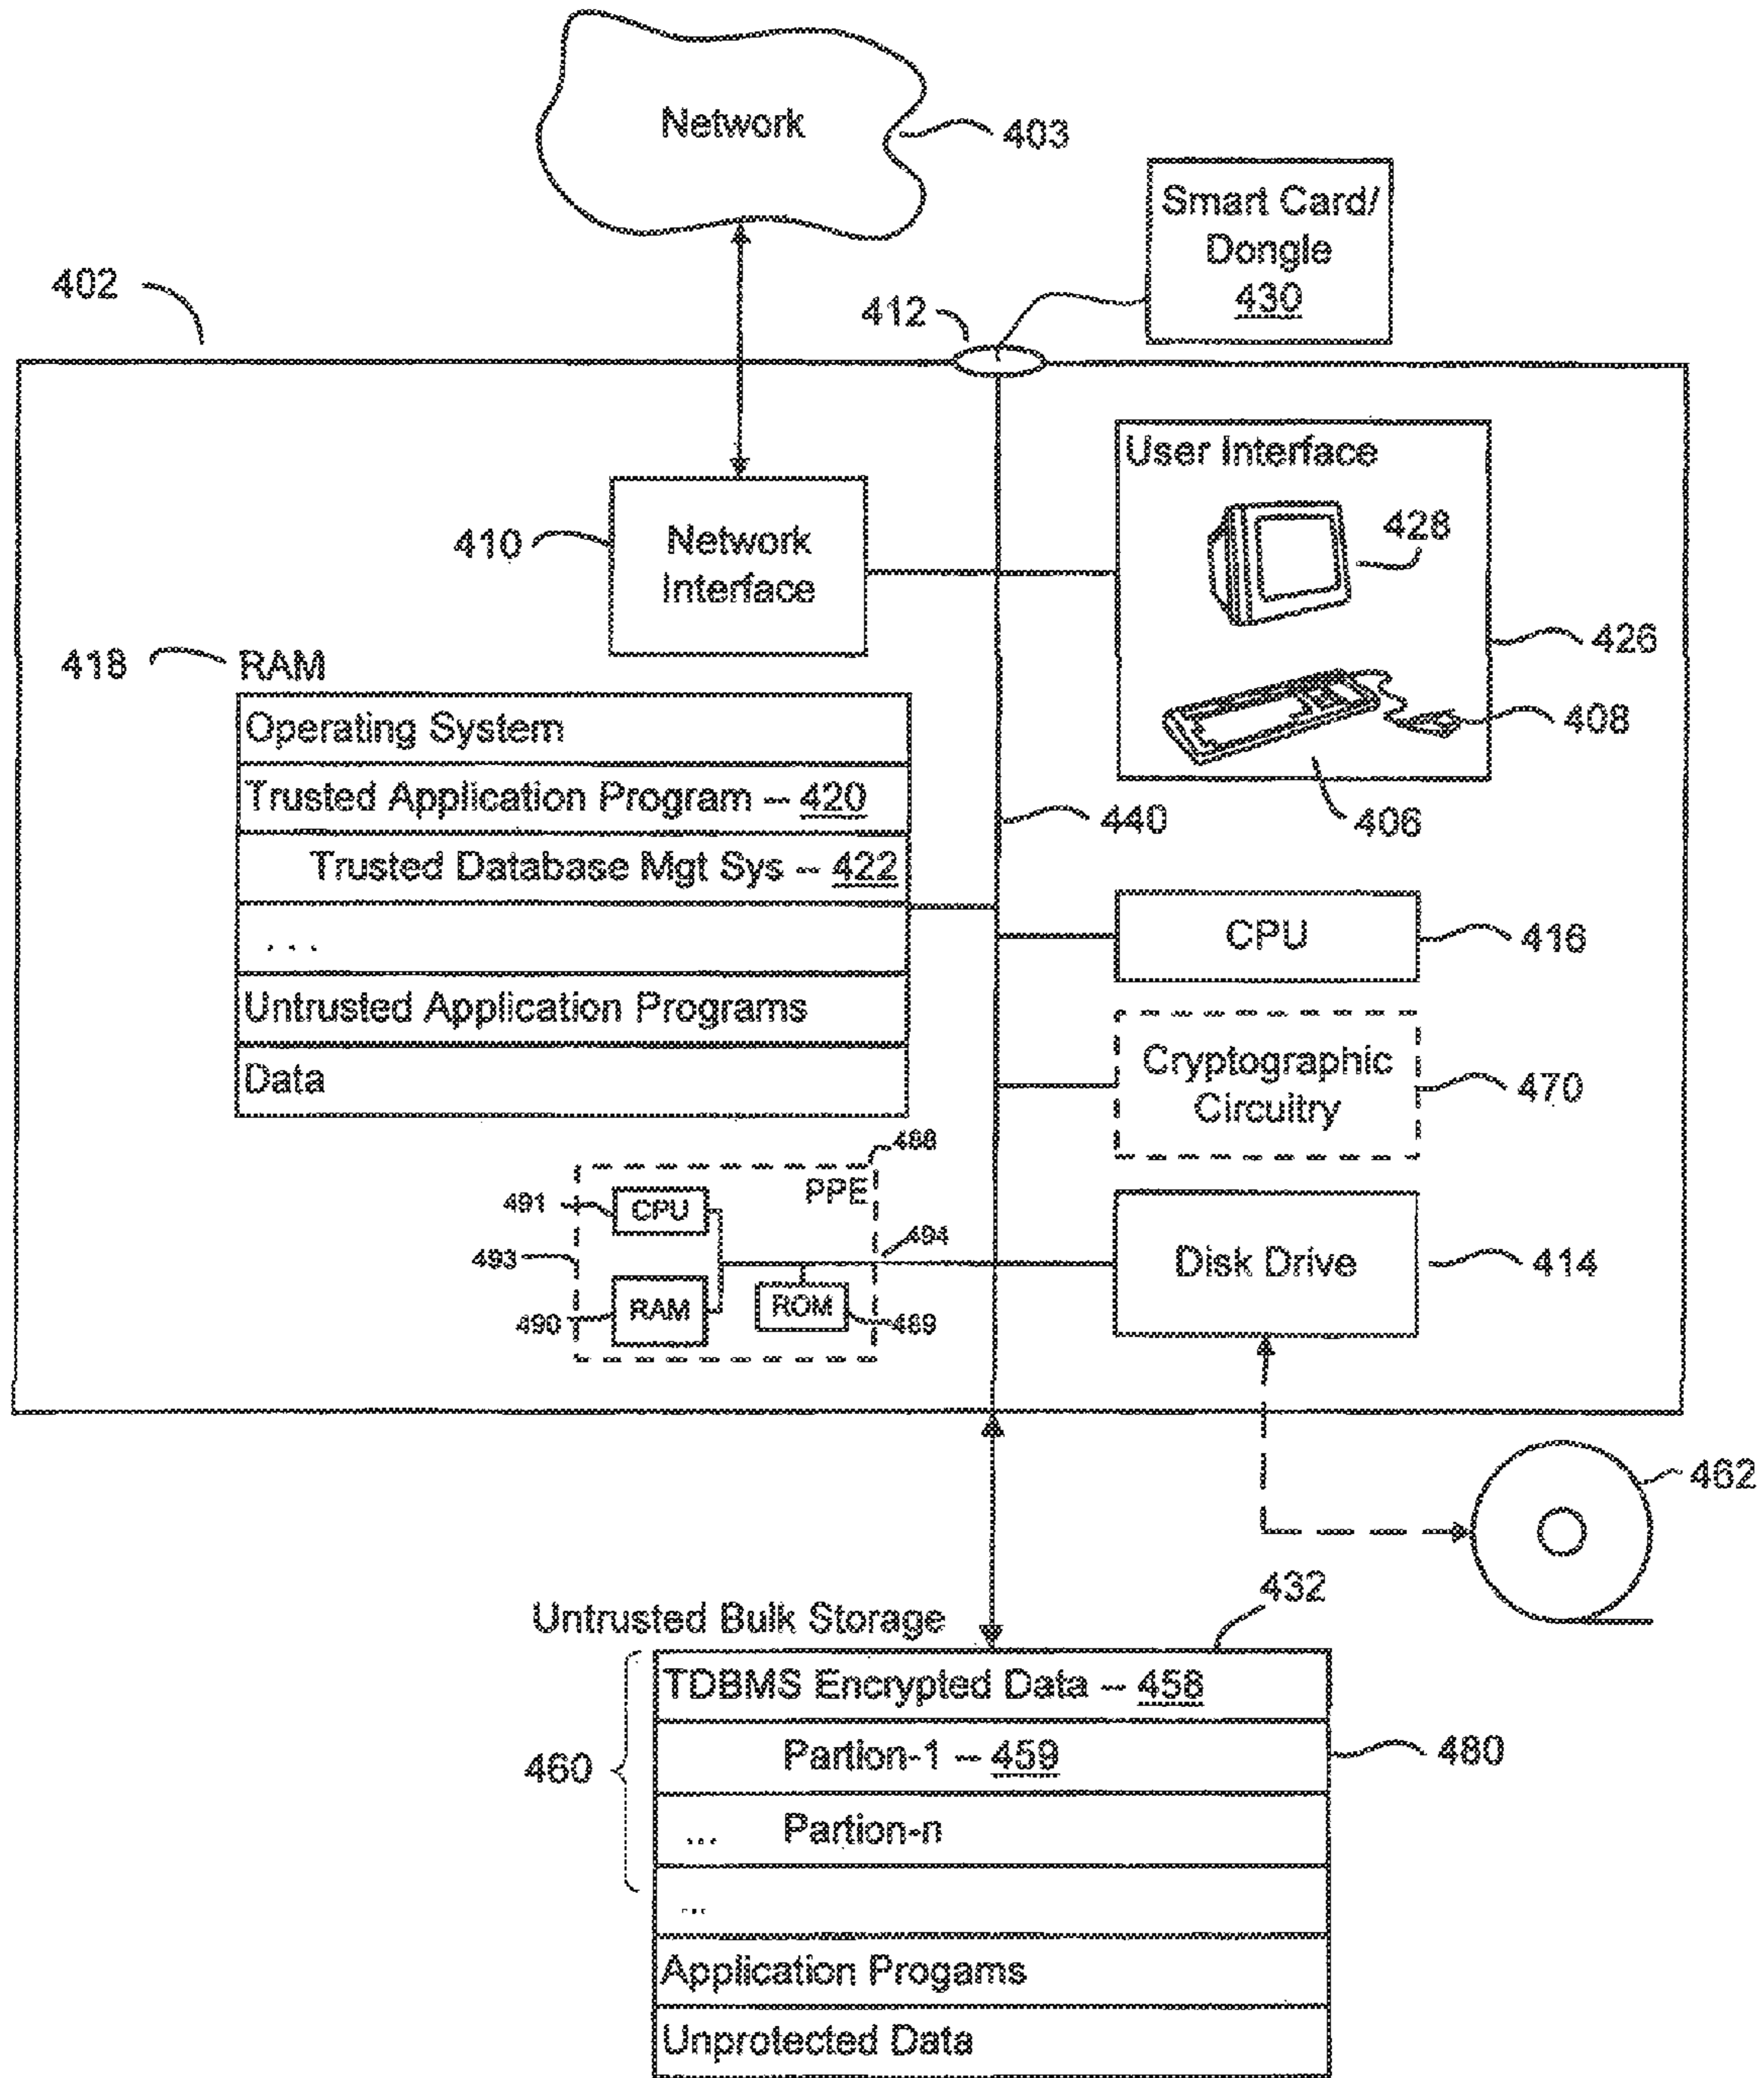 Network
403
Smart Card/
Dongle
430
402
412
User Interface
428
410
Network
Interface
426
418
RAM
408
Operating System
Trusted Application Program -- 420
440
406
Trusted Database Mgt Sys -- 422
CPU
416
. . .
Untrusted Application Programs
Cryptographic
Circuitry
470
Data
488
PPE
491
CPU
494
493
Disk Drive
414
RAM
ROM
490
489
462
432
Untrusted Bulk Storage
TDBMS Encrypted Data -- 458
460
Partion-1 -- 459
480
... Partion-n
...
Application Progams
Unprotected Data